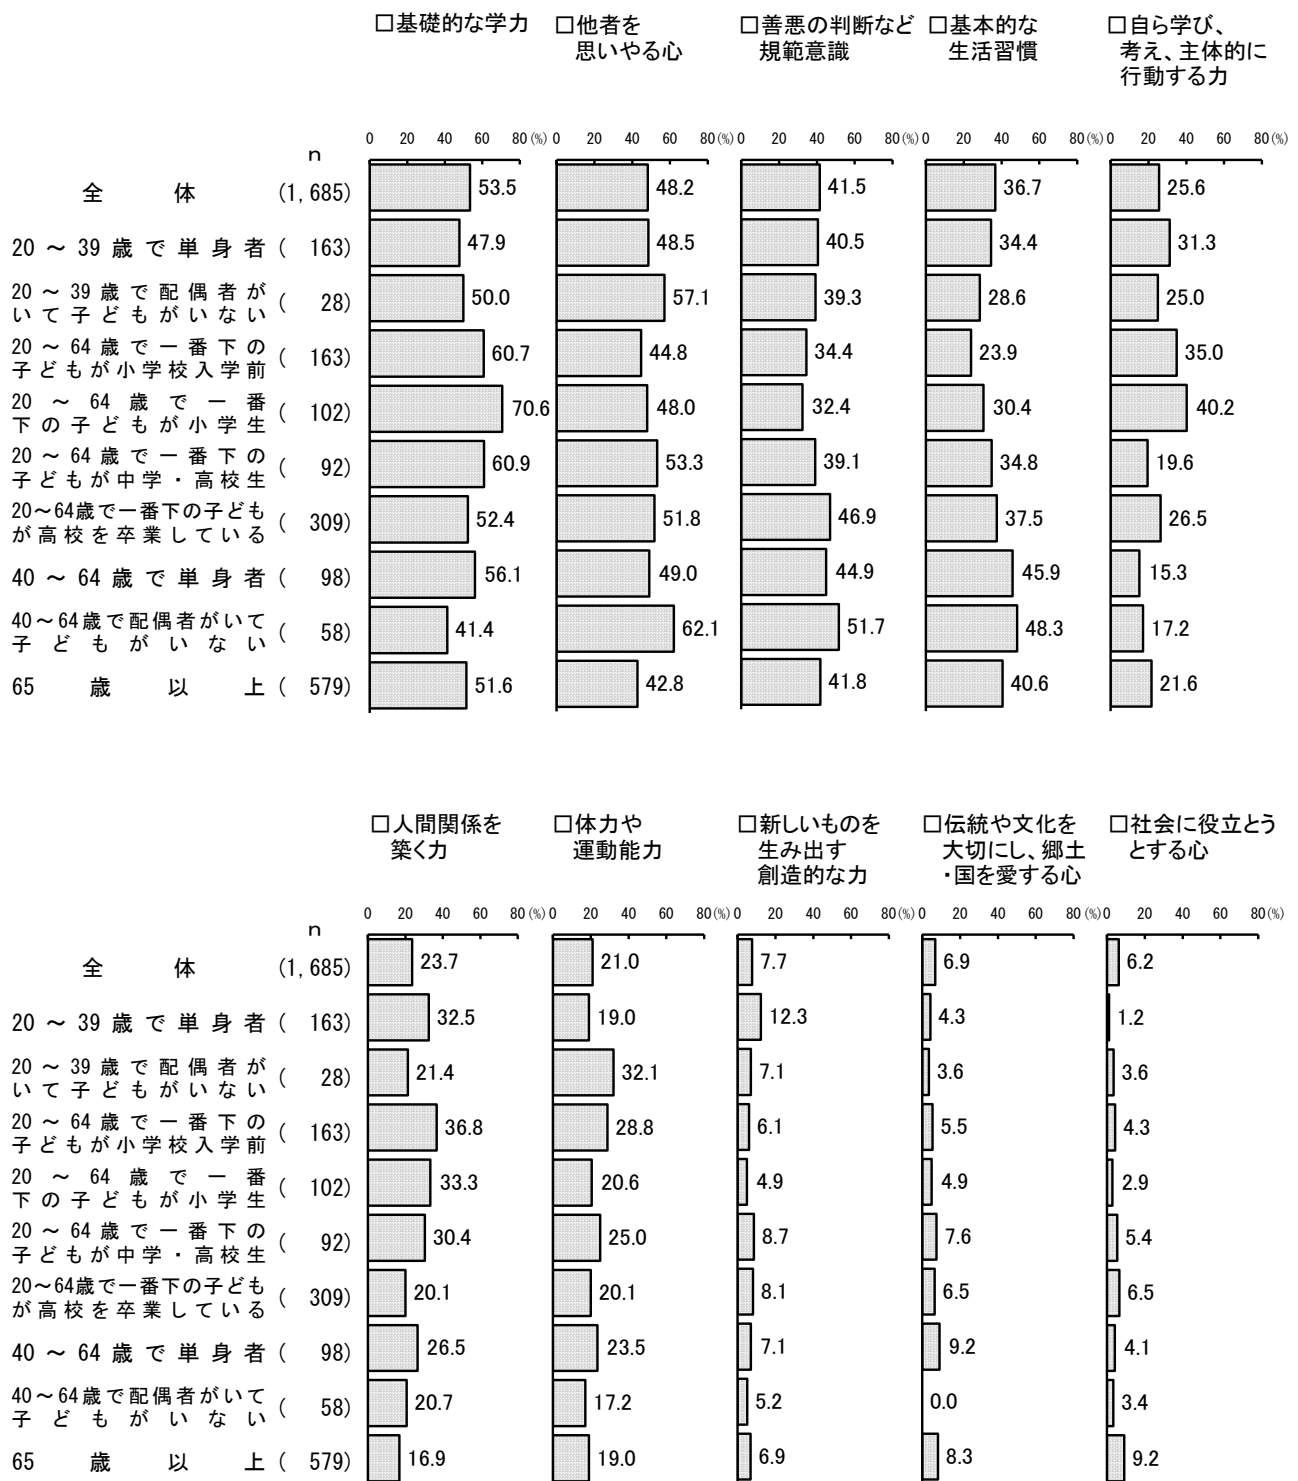 □基礎的な学力 □他者を □善悪の判断など □基本的な □自ら学び、
思いやる心 規範意識 生活習慣 考え、主体的に
行動する力
0 20 40 60 80(%) 0 20 40 60 80(%) 0 20 40 60 80(%) 0 20 40 60 80(%) 0 20 40 60 80(%)
n
全体 (1,685) 53.5 48.2 41.5 36.7 25.6
20～39歳で単身者 (163) 47.9 48.5 40.5 34.4 31.3
20～39歳で配偶者が
いて子どもがいない (28) 50.0 57.1 39.3 28.6 25.0
20～64歳で一番下の
子どもが小学校入学前 (163) 60.7 44.8 34.4 23.9 35.0
20～64歳で一番
下の子どもが小学生 (102) 70.6 48.0 32.4 30.4 40.2
20～64歳で一番下の
子どもが中学・高校生 (92) 60.9 53.3 39.1 34.8 19.6
20～64歳で一番下の子ども
が高校を卒業している (309) 52.4 51.8 46.9 37.5 26.5
40～64歳で単身者 (98) 56.1 49.0 44.9 45.9 15.3
40～64歳で配偶者がいて
子どもがいない (58) 41.4 62.1 51.7 48.3 17.2
65歳以上 (579) 51.6 42.8 41.8 40.6 21.6
□人間関係を □体力や □新しいものを □伝統や文化を □社会に役立とう
築く力 運動能力 生み出す 大切にし、郷土 とする心
創造的な力 ・国を愛する心
0 20 40 60 80(%) 0 20 40 60 80(%) 0 20 40 60 80(%) 0 20 40 60 80(%) 0 20 40 60 80(%)
n
全体 (1,685) 23.7 21.0 7.7 6.9 6.2
20～39歳で単身者 (163) 32.5 19.0 12.3 4.3 1.2
20～39歳で配偶者が
いて子どもがいない (28) 21.4 32.1 7.1 3.6 3.6
20～64歳で一番下の
子どもが小学校入学前 (163) 36.8 28.8 6.1 5.5 4.3
20～64歳で一番
下の子どもが小学生 (102) 33.3 20.6 4.9 4.9 2.9
20～64歳で一番下の
子どもが中学・高校生 (92) 30.4 25.0 8.7 7.6 5.4
20～64歳で一番下の子ども
が高校を卒業している (309) 20.1 20.1 8.1 6.5 6.5
40～64歳で単身者 (98) 26.5 23.5 7.1 9.2 4.1
40～64歳で配偶者がいて
子どもがいない (58) 20.7 17.2 5.2 0.0 3.4
65歳以上 (579) 16.9 19.0 6.9 8.3 9.2